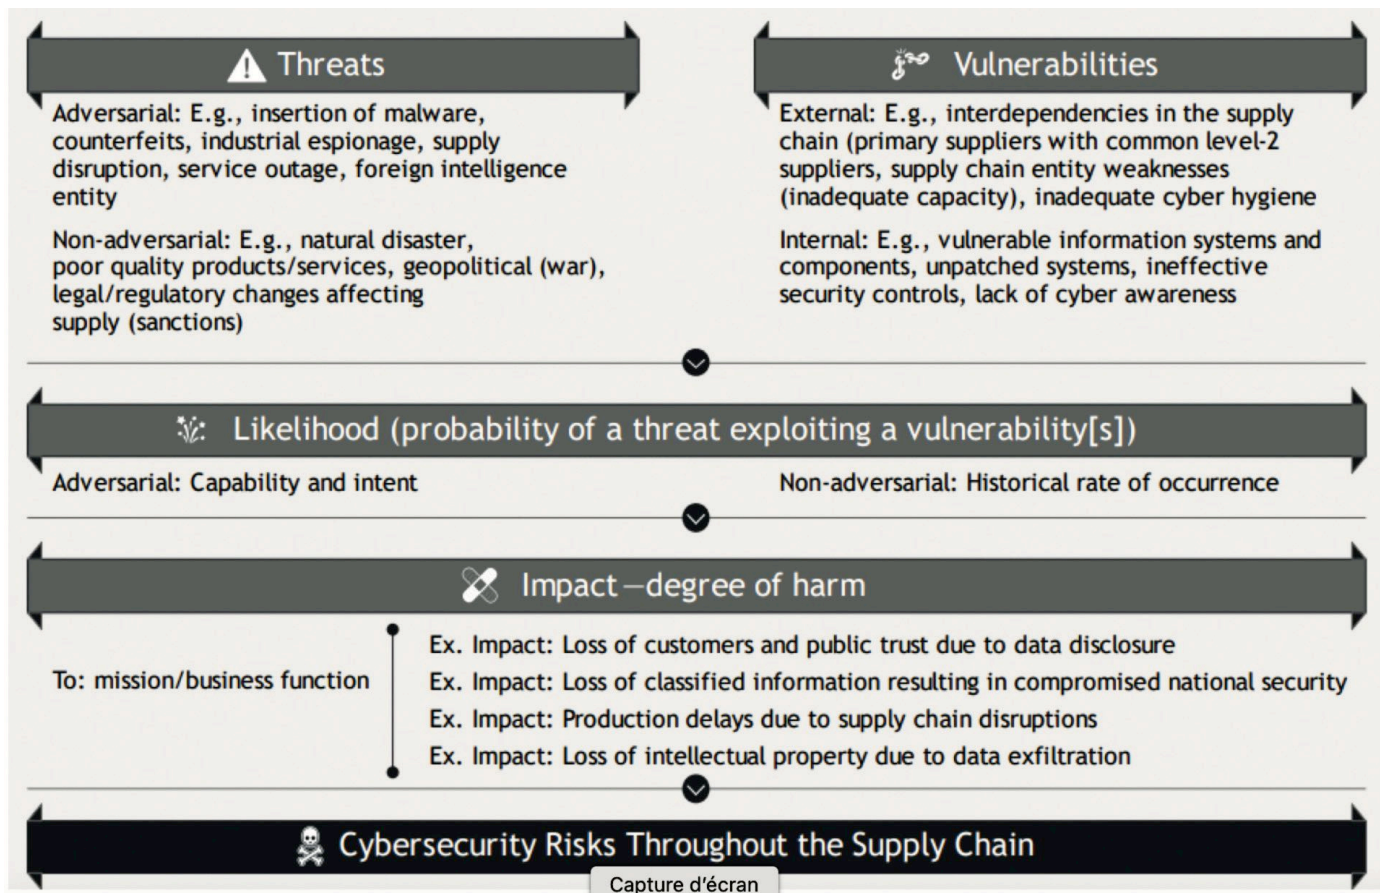 Threats
Adversarial: E.g., insertion of malware,
counterfeits, industrial espionage, supply
disruption, service outage, foreign intelligence
entity
Non-adversarial: E.g., natural disaster,
poor quality products/services, geopolitical (war),
legal/regulatory changes affecting
supply (sanctions)
Vulnerabilities
External: E.g., interdependencies in the supply
chain (primary suppliers with common level-2
suppliers, supply chain entity weaknesses
(inadequate capacity), inadequate cyber hygiene
Internal: E.g., vulnerable information systems and
components, unpatched systems, ineffective
security controls, lack of cyber awareness
Likelihood (probability of a threat exploiting a vulnerability[s])
Adversarial: Capability and intent
Non-adversarial: Historical rate of occurrence
Impact—degree of harm
To: mission/business function
Ex. Impact: Loss of customers and public trust due to data disclosure
Ex. Impact: Loss of classified information resulting in compromised national security
Ex. Impact: Production delays due to supply chain disruptions
Ex. Impact: Loss of intellectual property due to data exfiltration
Cybersecurity Risks Throughout the Supply Chain
Capture d'écran